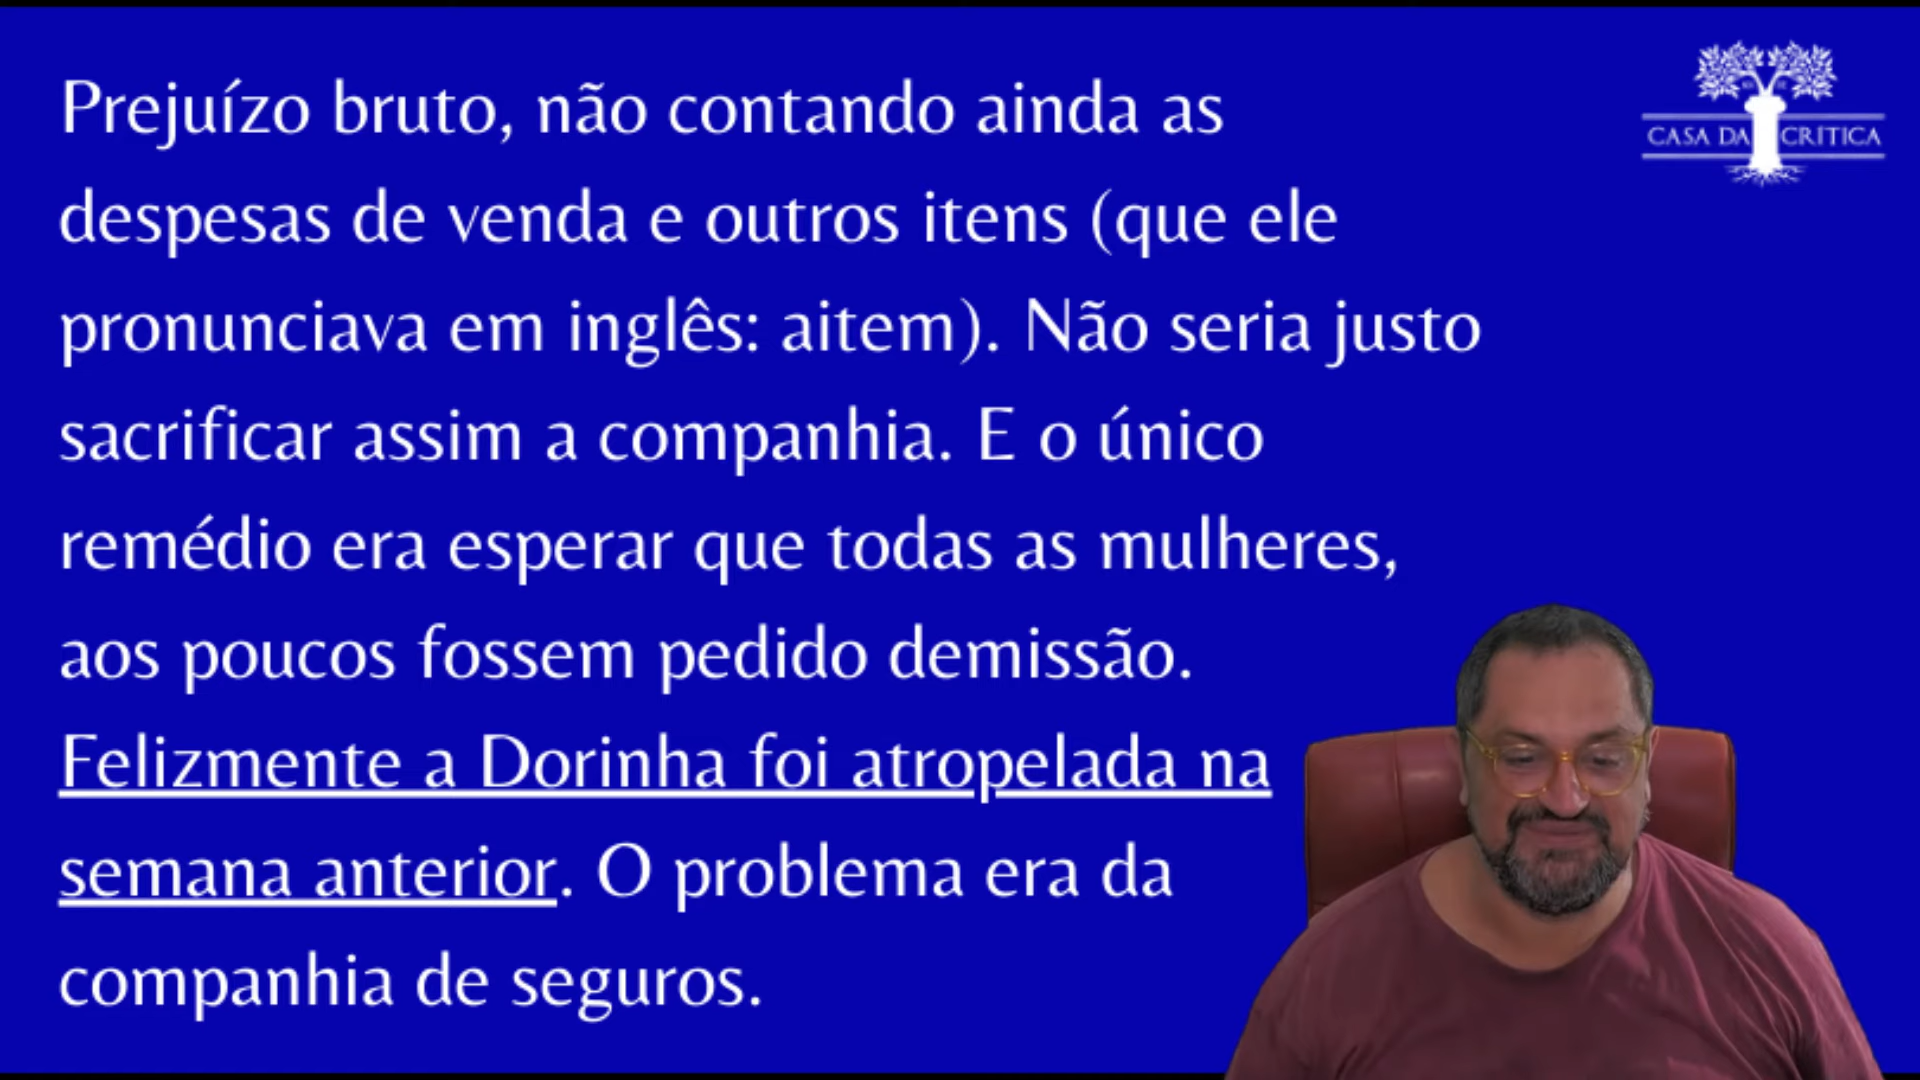 Prejuízo bruto, não contando ainda as
despesas de venda e outros itens (que ele
pronunciava em inglês: aitem). Não seria justo
sacrificar assim a companhia. E o único
remédio era esperar que todas as mulheres,
aos poucos fossem pedido demissão.
Felizmente a Dorinha foi atropelada na
semana anterior. O problema era da
companhia de seguros.
CASA DA CRÍTICA